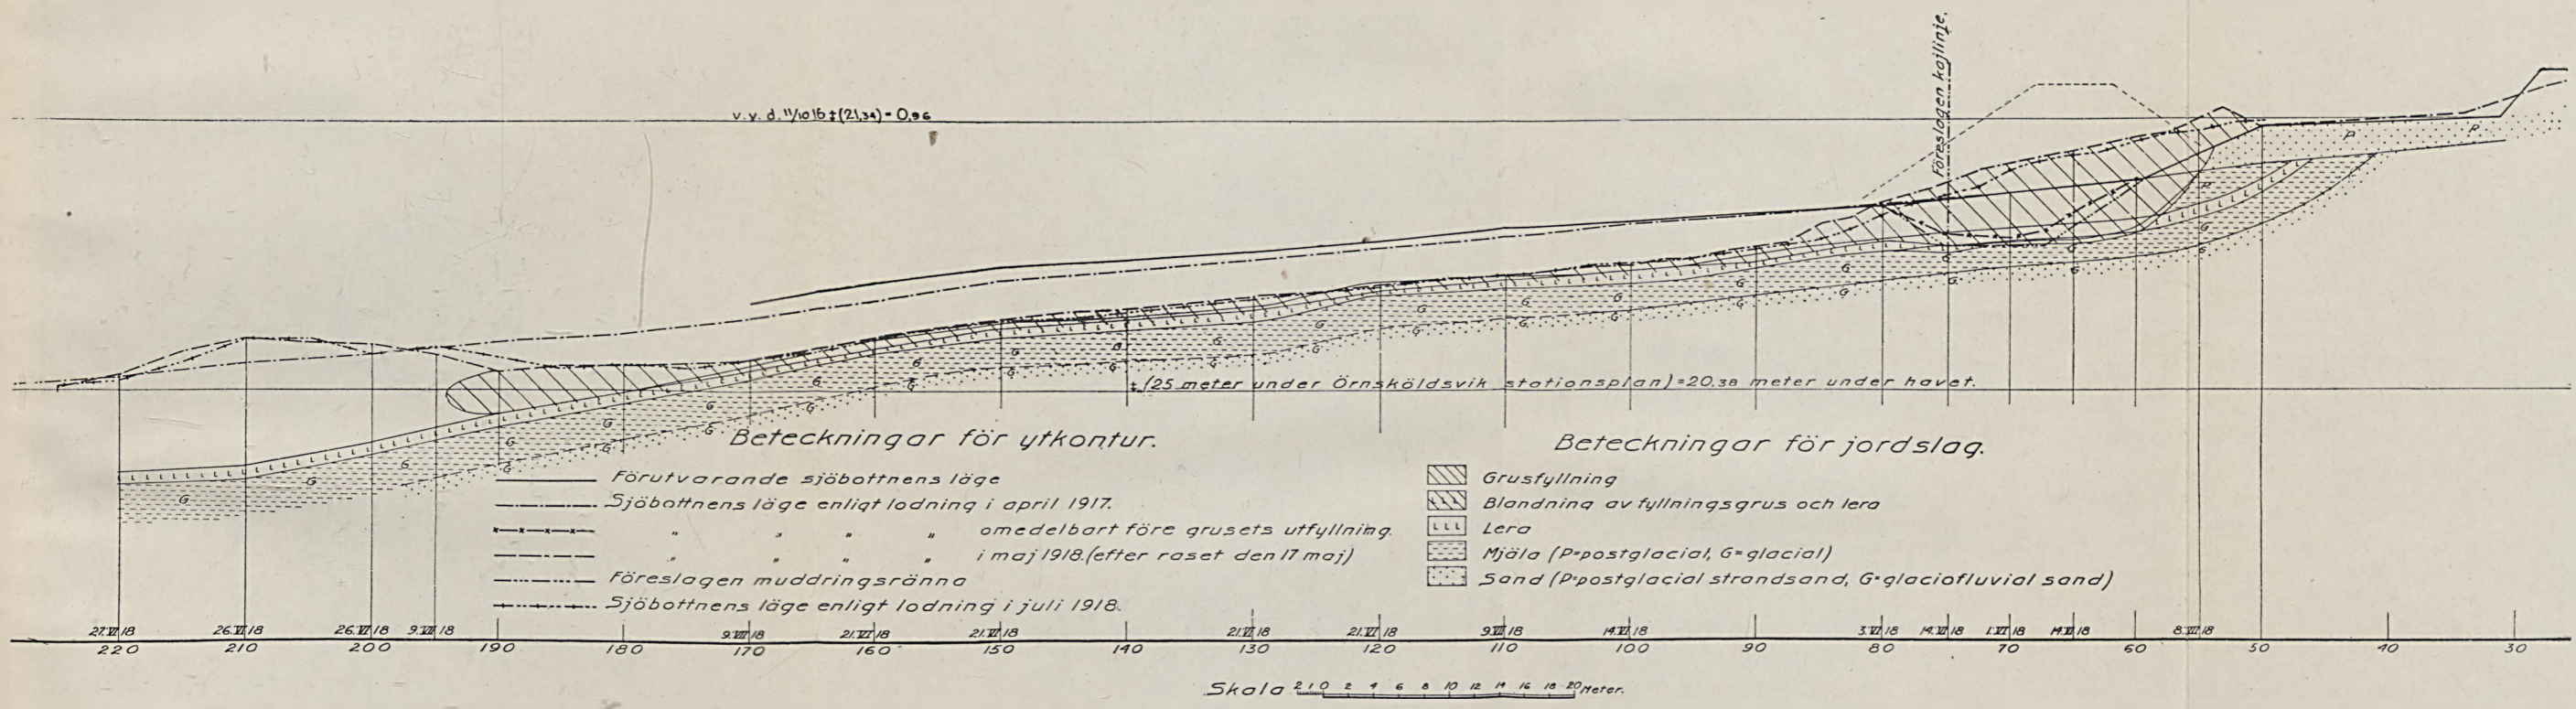 Föreslagen kajlinje.
v.y. d. 11/10 16 ‡ (21,34) = 0,96
‡ (25 meter under Örnsköldsvik stationsplan) = 20.38 meter under havet.
Beteckningar för ytkontur.
Förutvarande sjöbottnens läge
Sjöbottnens läge enligt lodning i april 1917.
" " " " omedelbart före grusets utfyllning.
" " " " i maj 1918. (efter raset den 17 maj)
Föreslagen muddringsränna
Sjöbottnens läge enligt lodning i juli 1918.
Beteckningar för jordslag.
Grusfyllning
Blandning av fyllningsgrus och lera
Lera
Mjäla (P=postglacial, G=glacial)
Sand (P=postglacial strandsand, G=glaciofluvial sand)
27.VI 18 26.VI 18 26.VI 18 9.VII 18 9.VII 18 21.VI 18 21.VI 18 21.VI 18 21.VI 18 9.VII 18 14.VI 18 3.VI 18 14.VI 18 1.VI 18 14.VI 18 8.VII 18
220 210 200 190 180 170 160 150 140 130 120 110 100 90 80 70 60 50 40 30
Skala 2 1 0 2 4 6 8 10 12 14 16 18 20 Meter.